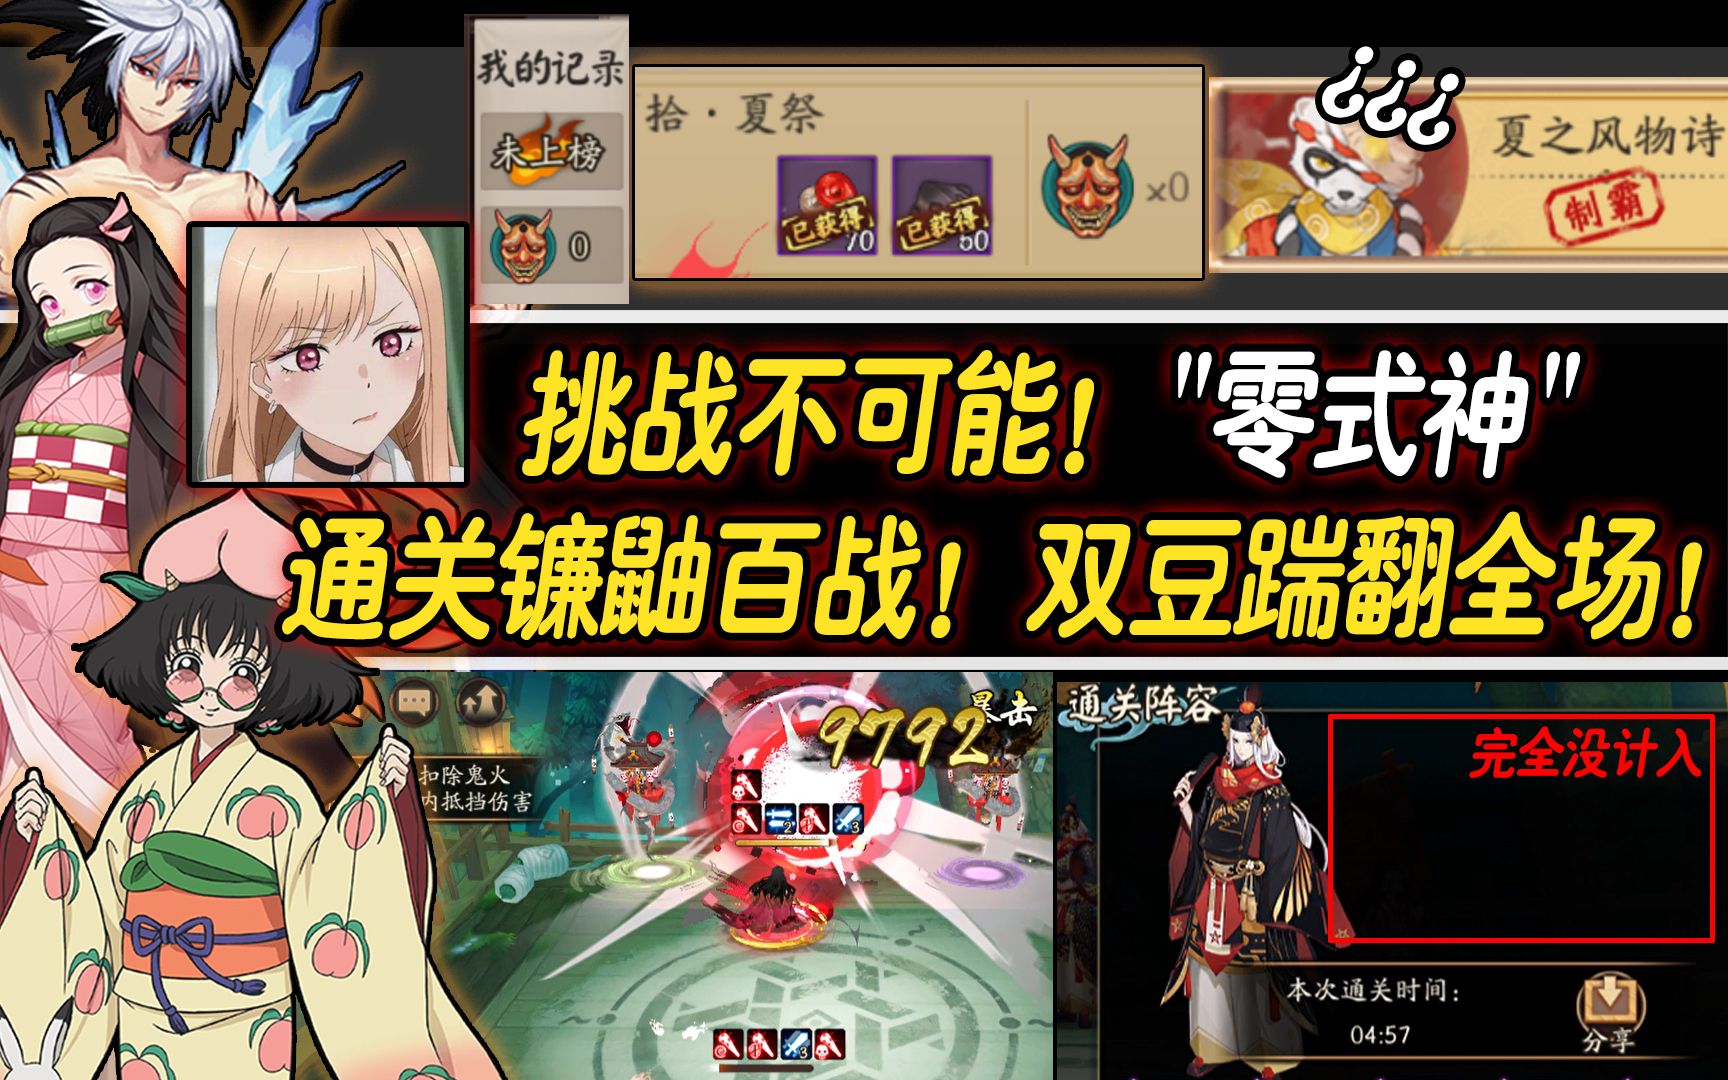 我的记录
未上榜
0
拾·夏祭
已获得
70
已获得
50
×0
¿¿¿
夏之风物诗
制霸
挑战不可能！"零式神"
通关镰鼬百战！双豆踹翻全场！
扣除鬼火
内抵挡伤害
9792
暴击
2
3
3
通关阵容
完全没计入
本次通关时间：
04:57
分享